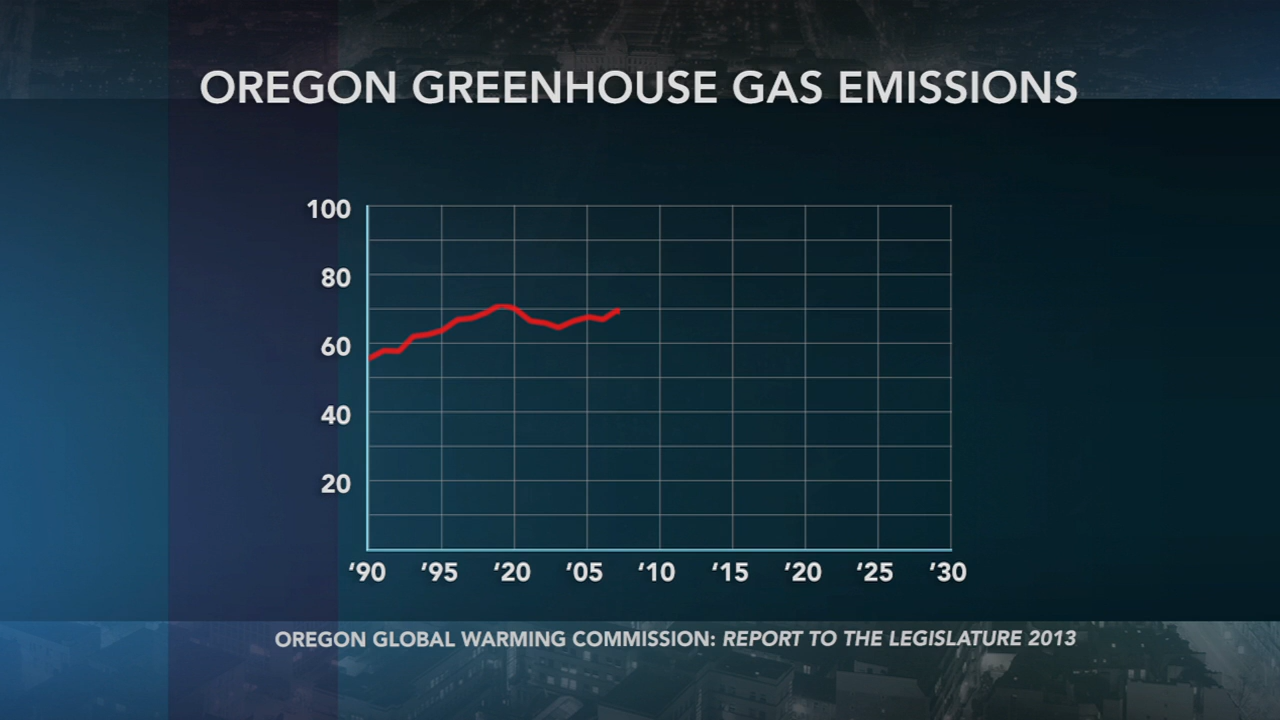 OREGON GREENHOUSE GAS EMISSIONS
100
80
60
40
20
‘90 ‘95 ‘20 ‘05 ‘10 ‘15 ‘20 ‘25 ‘30
OREGON GLOBAL WARMING COMMISSION: REPORT TO THE LEGISLATURE 2013